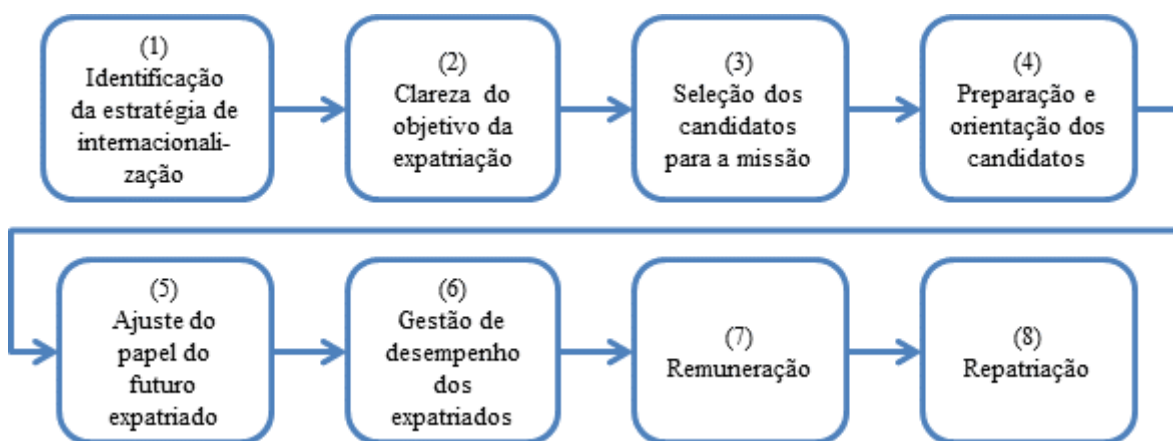 (1)
Identificação
da estratégia de
internacionali-
zação
(2)
Clareza do
objetivo da
expatriação
(3)
Seleção dos
candidatos
para a missão
(4)
Preparação e
orientação dos
candidatos
(5)
Ajuste do
papel do
futuro
expatriado
(6)
Gestão de
desempenho
dos
expatriados
(7)
Remuneração
(8)
Repatriação